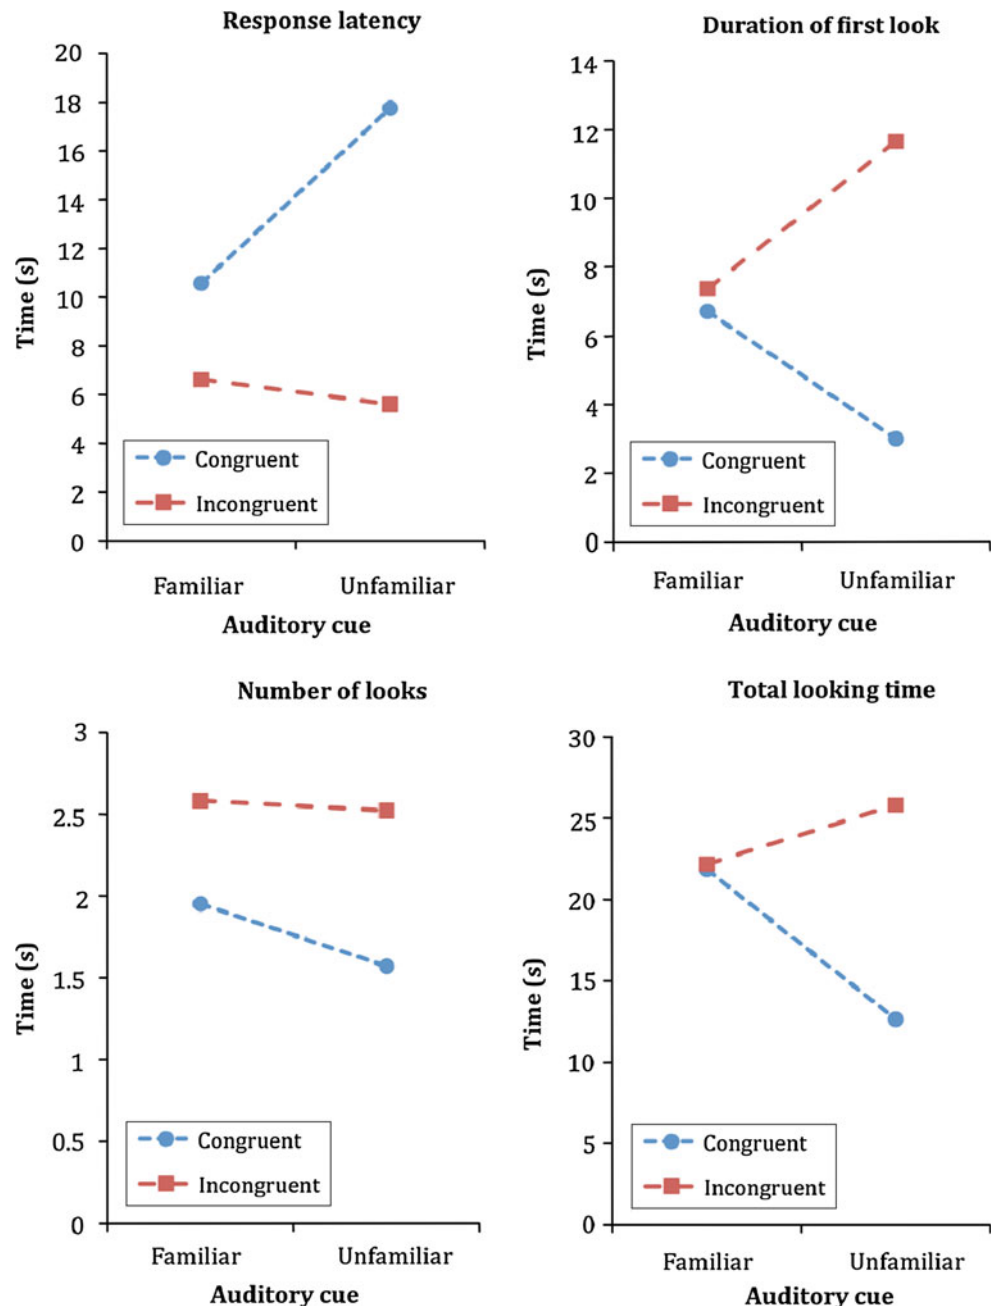 Response latency
20
18
16
14
12
10
8
6
4
2
0
Time (s)
Congruent
Incongruent
Familiar
Unfamiliar
Auditory cue
Duration of first look
14
12
10
8
6
4
2
0
Time (s)
Congruent
Incongruent
Familiar
Unfamiliar
Auditory cue
Number of looks
3
2.5
2
1.5
1
0.5
0
Time (s)
Congruent
Incongruent
Familiar
Unfamiliar
Auditory cue
Total looking time
30
25
20
15
10
5
0
Time (s)
Congruent
Incongruent
Familiar
Unfamiliar
Auditory cue